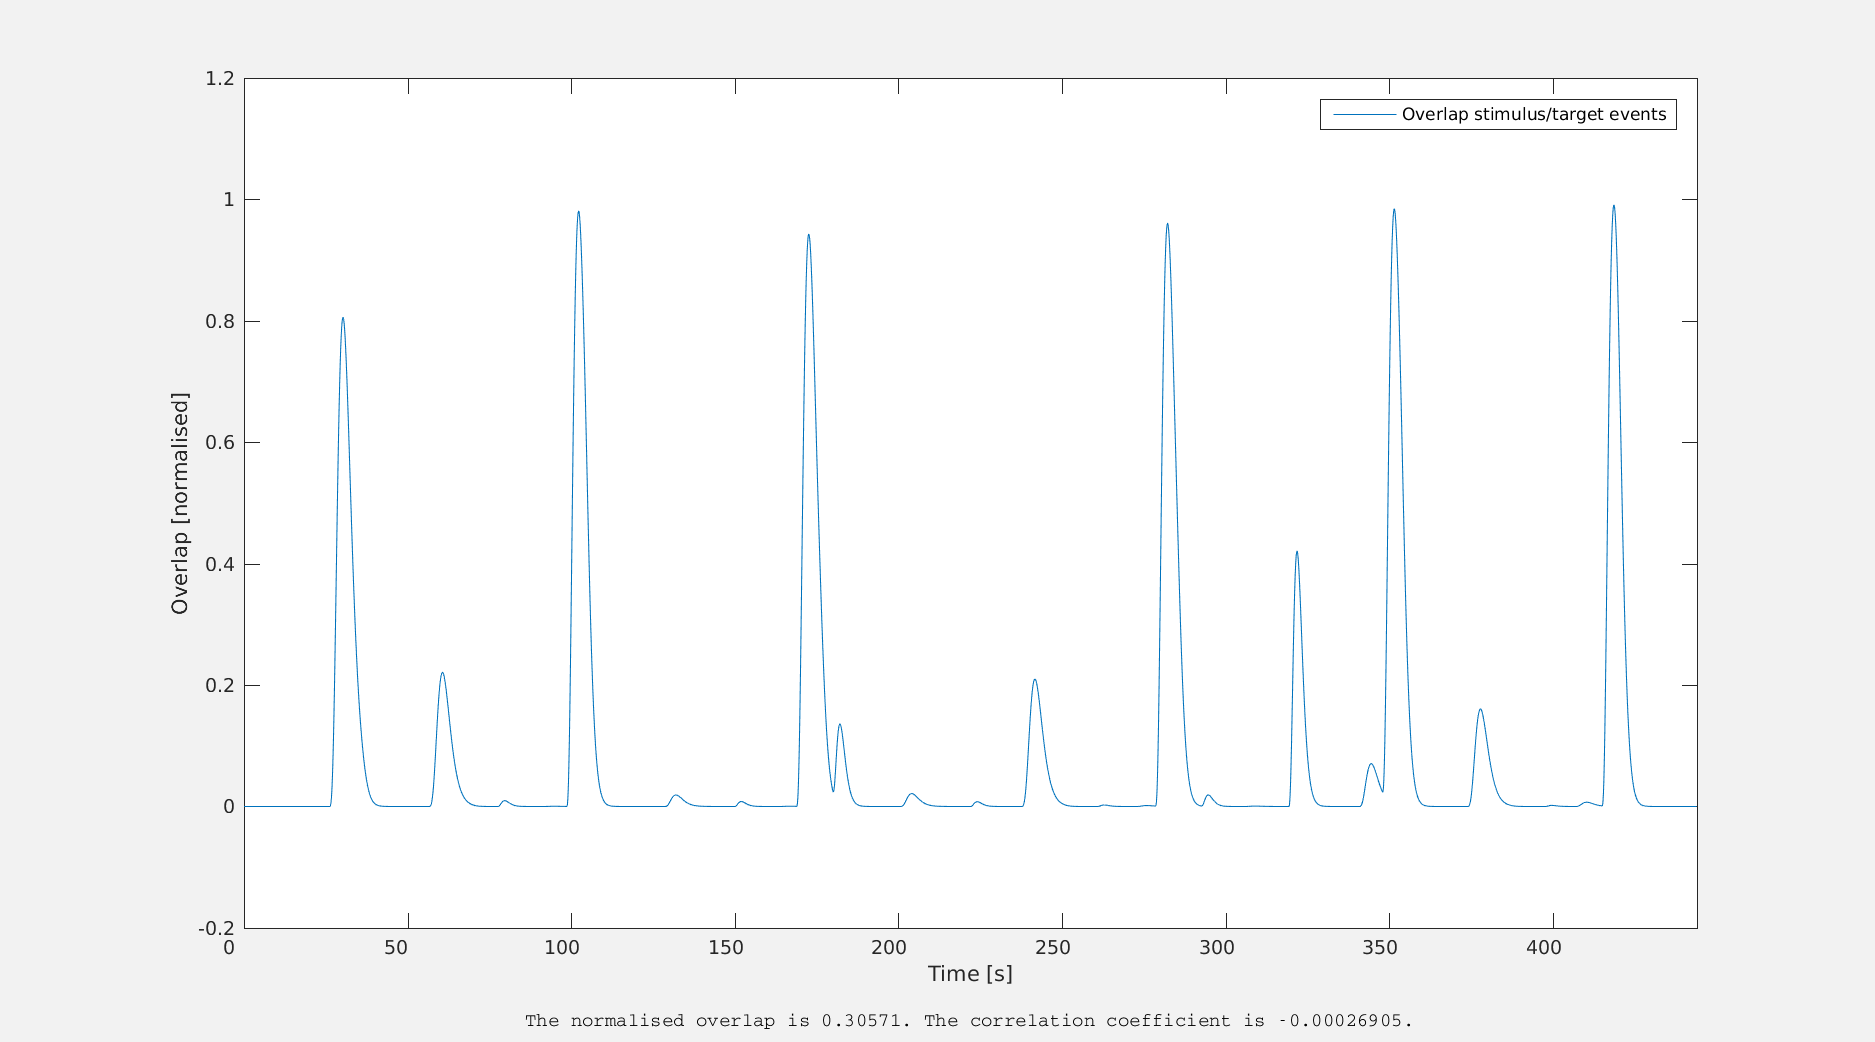 1.2
1
0.8
0.6
0.4
0.2
0
-0.2
Overlap [normalised]
Overlap stimulus/target events
0 50 100 150 200 250 300 350 400
Time [s]
The normalised overlap is 0.30571. The correlation coefficient is -0.00026905.